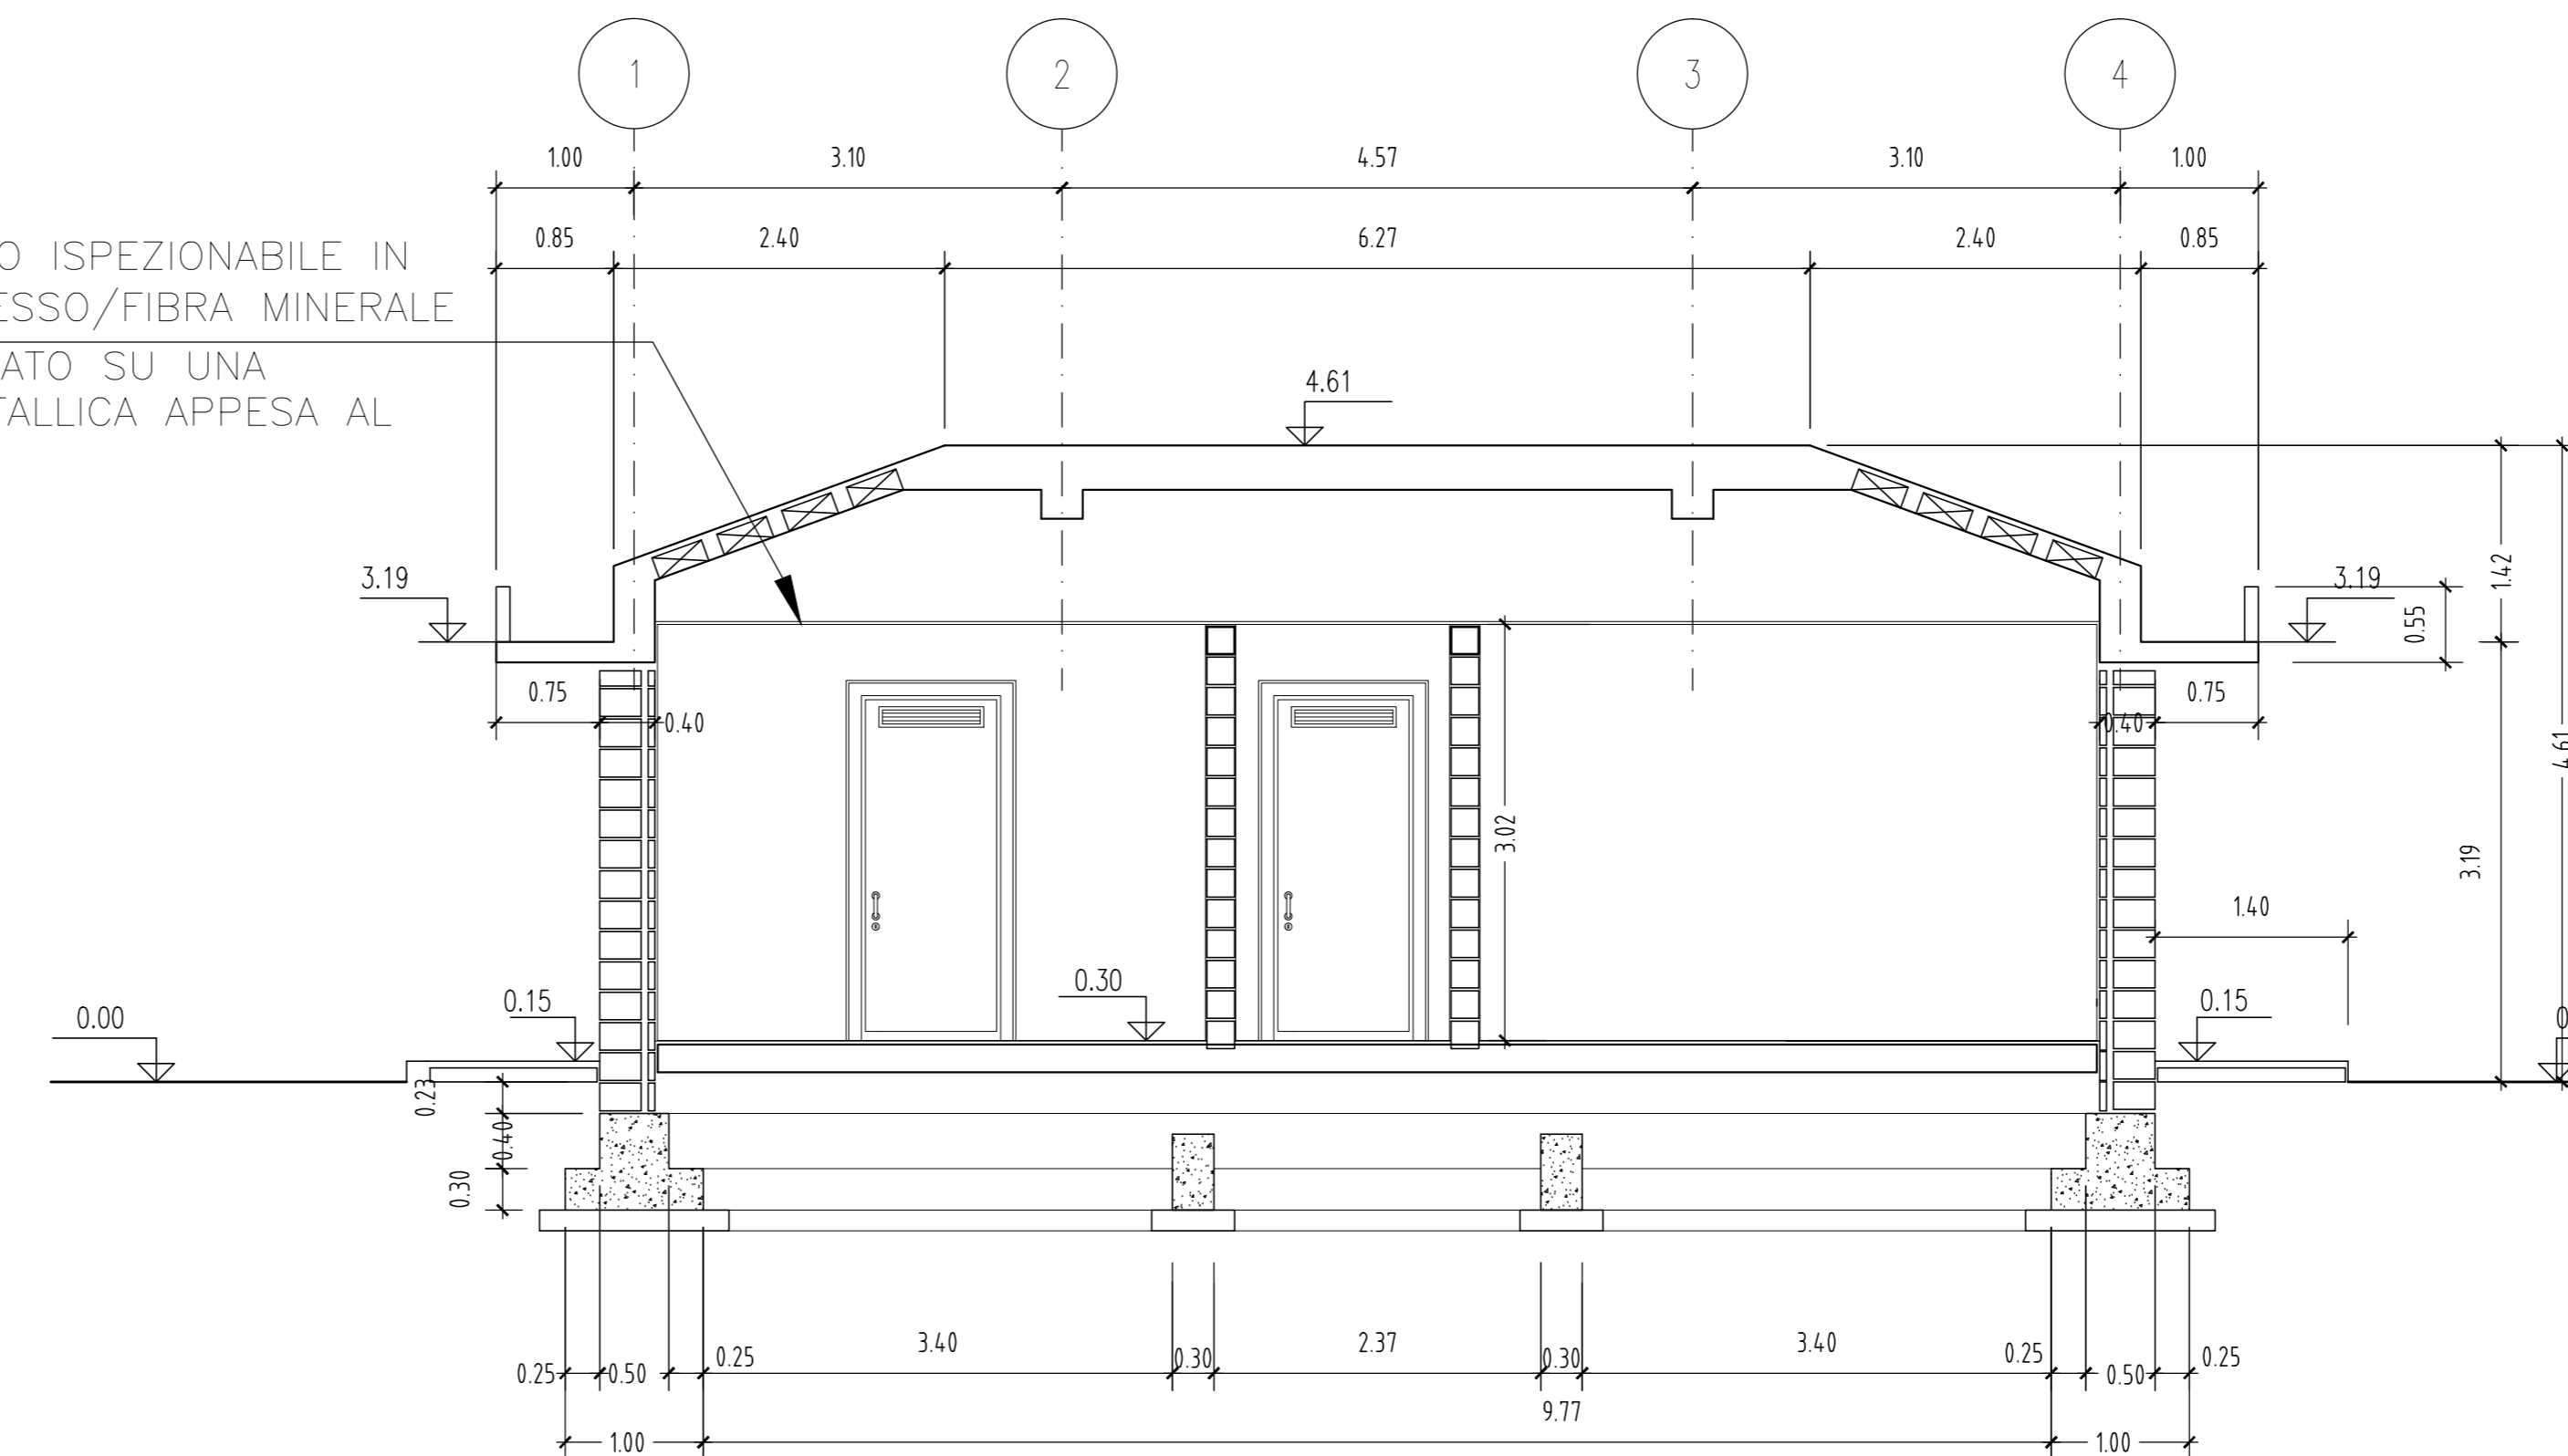 1 2 3 4
1.00 3.10 4.57 3.10 1.00
0.85 2.40 6.27 2.40 0.85
O ISPEZIONABILE IN
ESSO/FIBRA MINERALE
ATO SU UNA
TALLICA APPESA AL
4.61
3.19 3.19
1.42
0.55
0.75 0.40 0.40 0.75
4.61
3.02
3.19
1.40
0.30
0.15 0.15
0.00
0.23
0.40
0.30
3.40 2.37 3.40
0.25 0.50 0.25 0.30 0.30 0.25 0.50 0.25
9.77
1.00 1.00